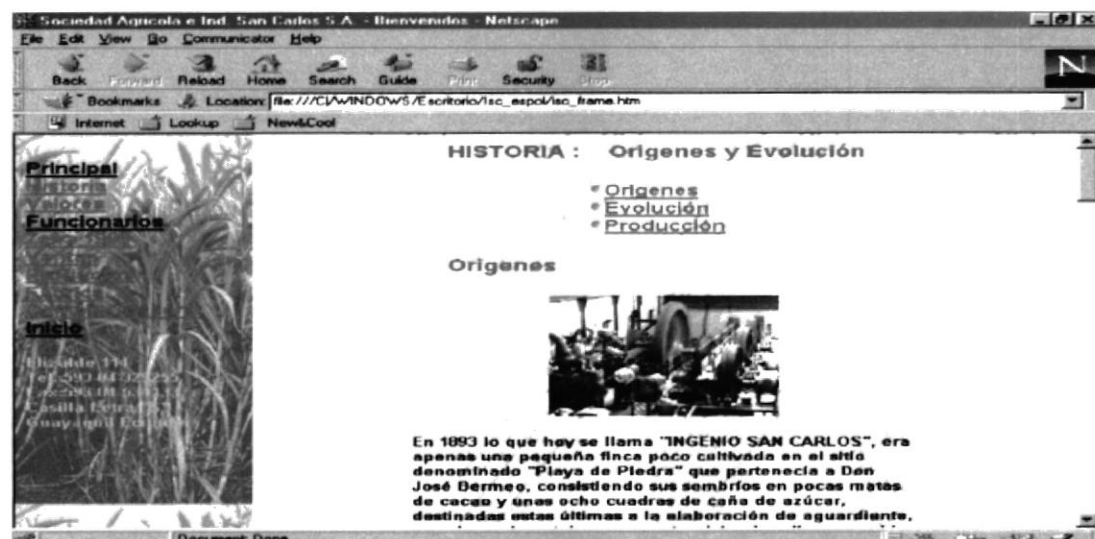 Sociedad Agricola e Ind. San Carlos S.A. - Bienvenidos - Netscape
File Edit View Go Communicator Help
Back Forward Reload Home Search Guide Print Security Stop
Bookmarks Location: file:///C|/WINDOWS/Escritorio/isc_espol/isc_frame.htm
Internet Lookup New&Cool
Principal
Historia
Valores
Funcionarios
Inicio
Elizalde 114
Guayaquil
HISTORIA : Origenes y Evolución
Origenes
Evolución
Producción
Origenes
En 1893 lo que hoy se llama "INGENIO SAN CARLOS", era
apenas una pequeña finca poco cultivada en el sitio
denominado "Playa de Piedra" que pertenecía a Don
José Bermeo, consistiendo sus sembríos en pocas matas
de cacao y unas ocho cuadras de caña de azúcar,
destinadas estas últimas a la elaboración de aguardiente,
Document: Done